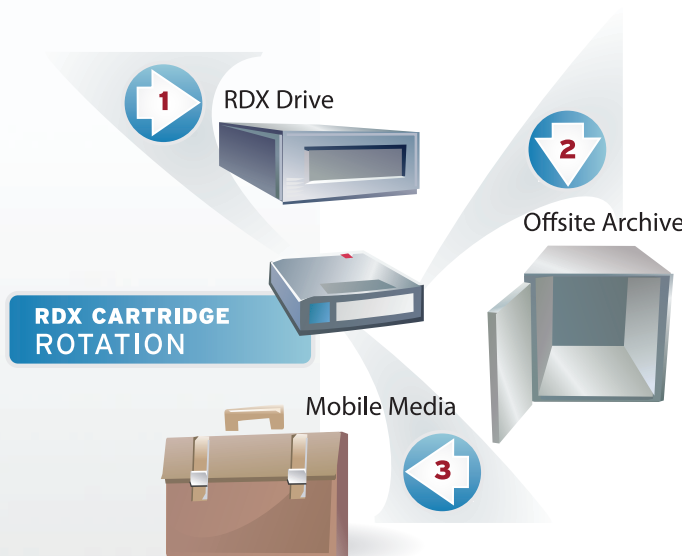 1
RDX Drive
2
Offsite Archive
RDX CARTRIDGE
ROTATION
Mobile Media
3